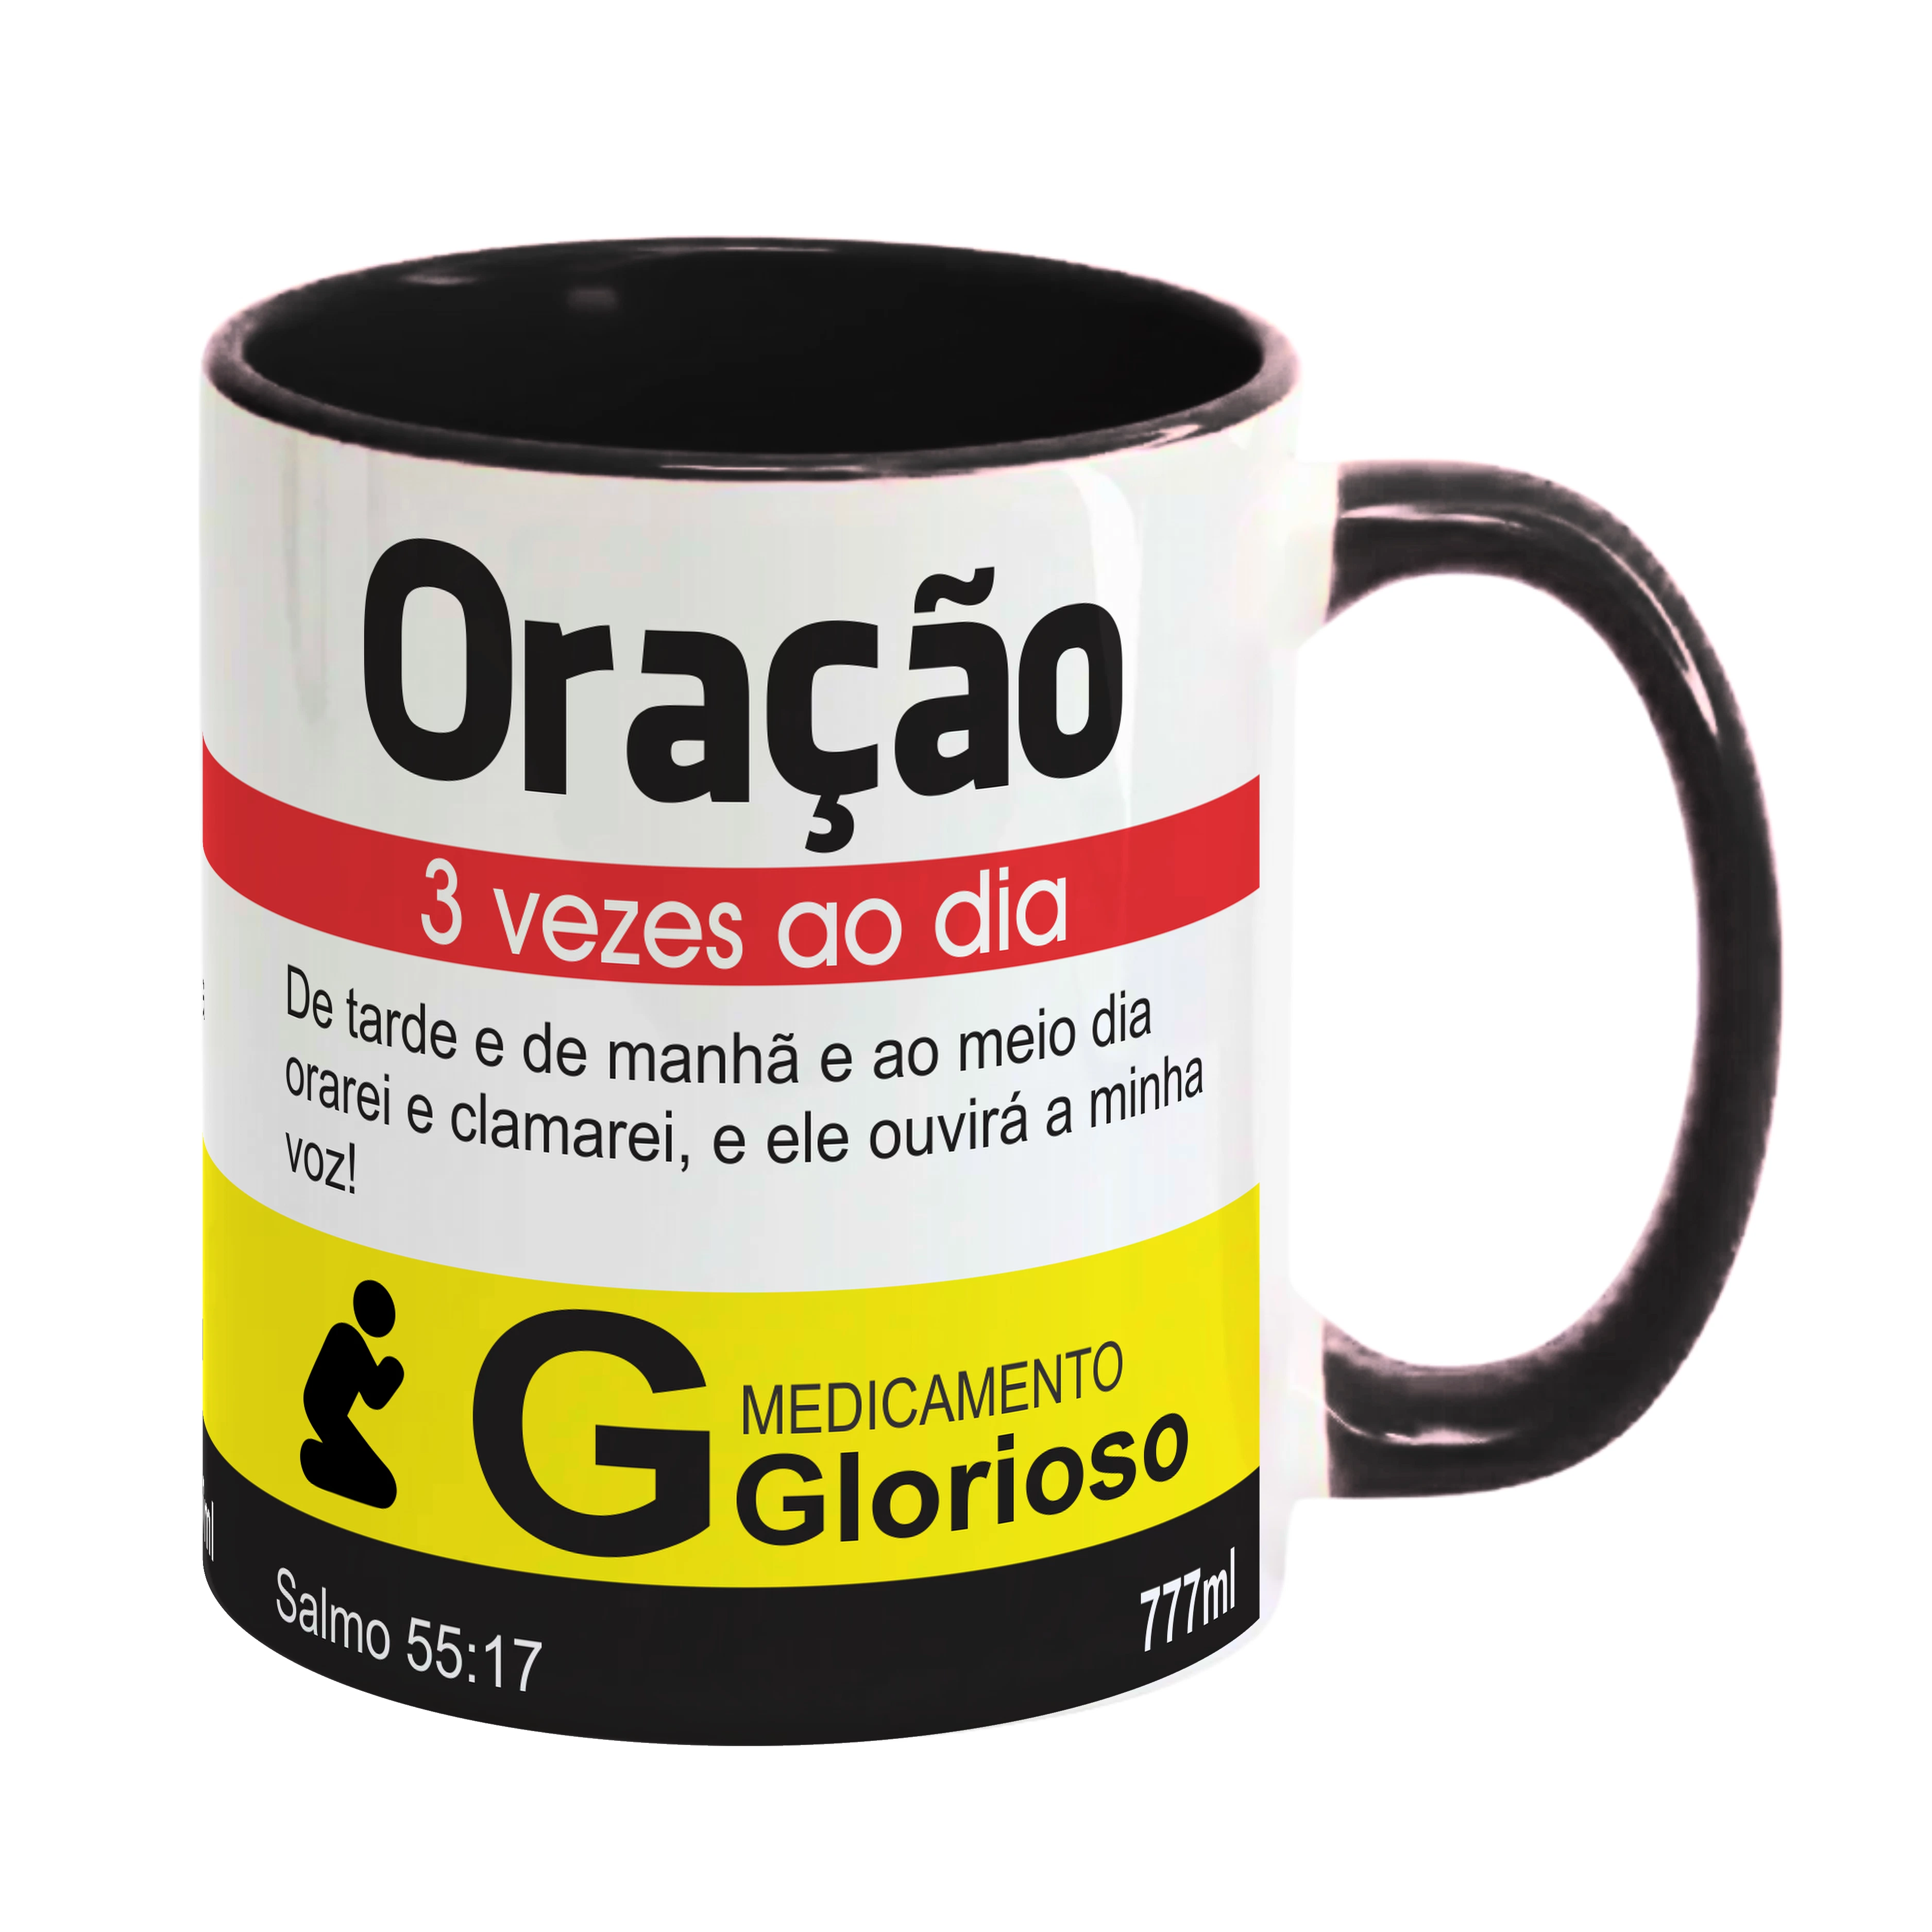 Oração
3 vezes ao dia
De tarde e de manhã e ao meio dia
orarei e clamarei, e ele ouvirá a minha
voz!
G MEDICAMENTO
Glorioso
Salmo 55:17
777ml